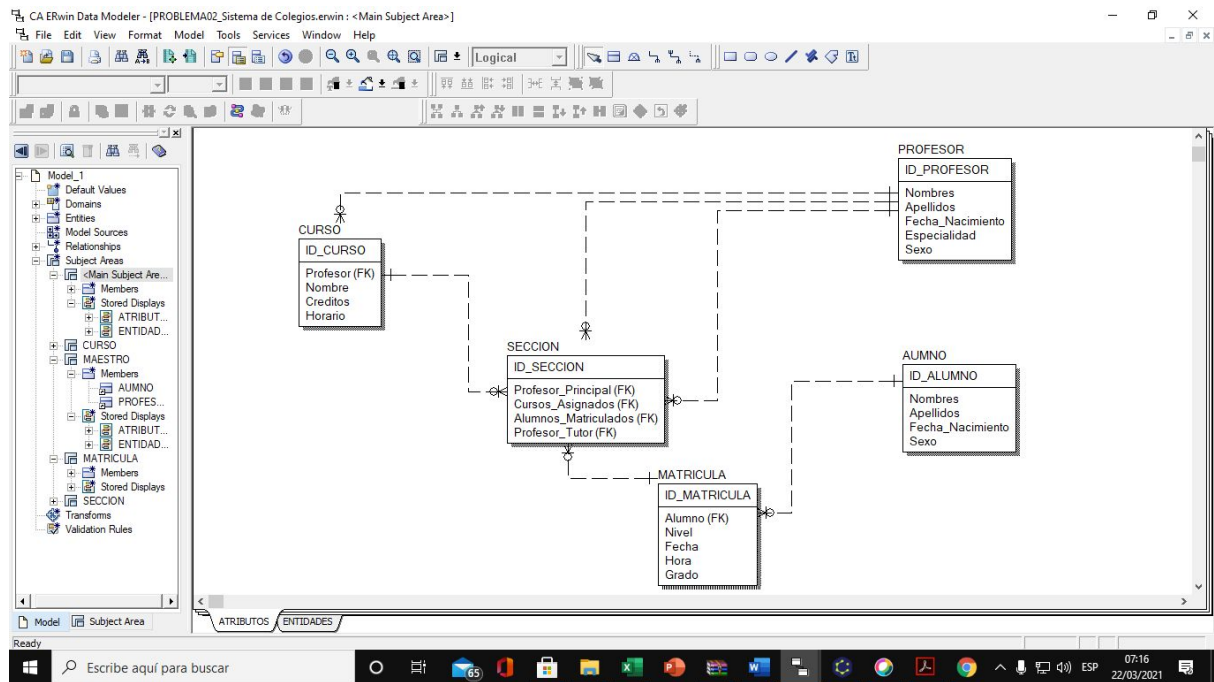 CA ERwin Data Modeler - [PROBLEMA02_Sistema de Colegios.erwin : <Main Subject Area>]
File Edit View Format Model Tools Services Window Help
Logical
Model_1
Default Values
Domains
Entities
Model Sources
Relationships
Subject Areas
<Main Subject Are...
Members
Stored Displays
ATRIBUT...
ENTIDAD...
CURSO
MAESTRO
Members
AUMNO
PROFES...
Stored Displays
ATRIBUT...
ENTIDAD...
MATRICULA
Members
Stored Displays
SECCION
Transforms
Validation Rules
Model Subject Area
PROFESOR
ID_PROFESOR
Nombres
Apellidos
Fecha_Nacimiento
Especialidad
Sexo
CURSO
ID_CURSO
Profesor (FK)
Nombre
Creditos
Horario
SECCION
ID_SECCION
Profesor_Principal (FK)
Cursos_Asignados (FK)
Alumnos_Matriculados (FK)
Profesor_Tutor (FK)
AUMNO
ID_ALUMNO
Nombres
Apellidos
Fecha_Nacimiento
Sexo
MATRICULA
ID_MATRICULA
Alumno (FK)
Nivel
Fecha
Hora
Grado
ATRIBUTOS ENTIDADES
Ready
Escribe aquí para buscar
65
ESP
07:16
22/03/2021